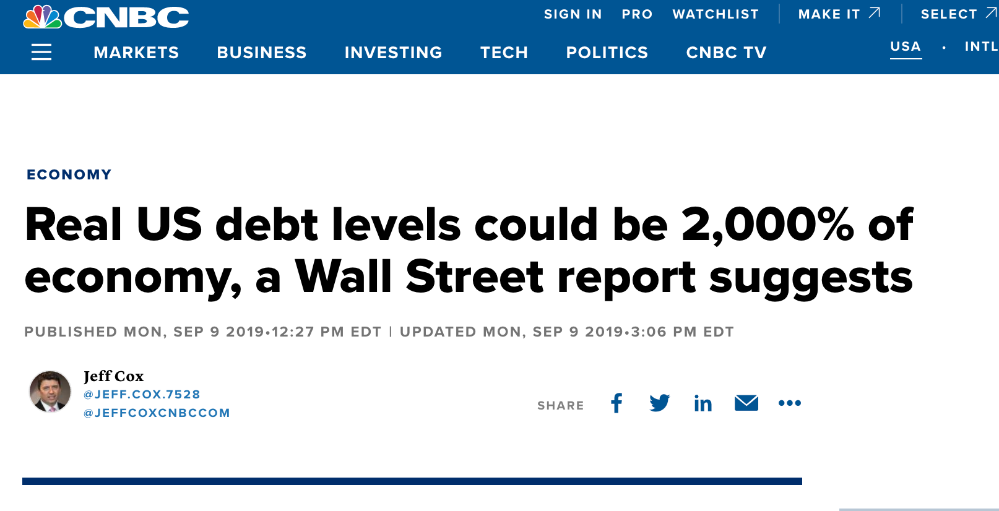 CNBC
SIGN IN PRO WATCHLIST MAKE IT SELECT
MARKETS BUSINESS INVESTING TECH POLITICS CNBC TV USA • INTL
ECONOMY
Real US debt levels could be 2,000% of
economy, a Wall Street report suggests
PUBLISHED MON, SEP 9 2019•12:27 PM EDT | UPDATED MON, SEP 9 2019•3:06 PM EDT
Jeff Cox
@JEFF.COX.7528
@JEFFCOXCNBCCOM
SHARE